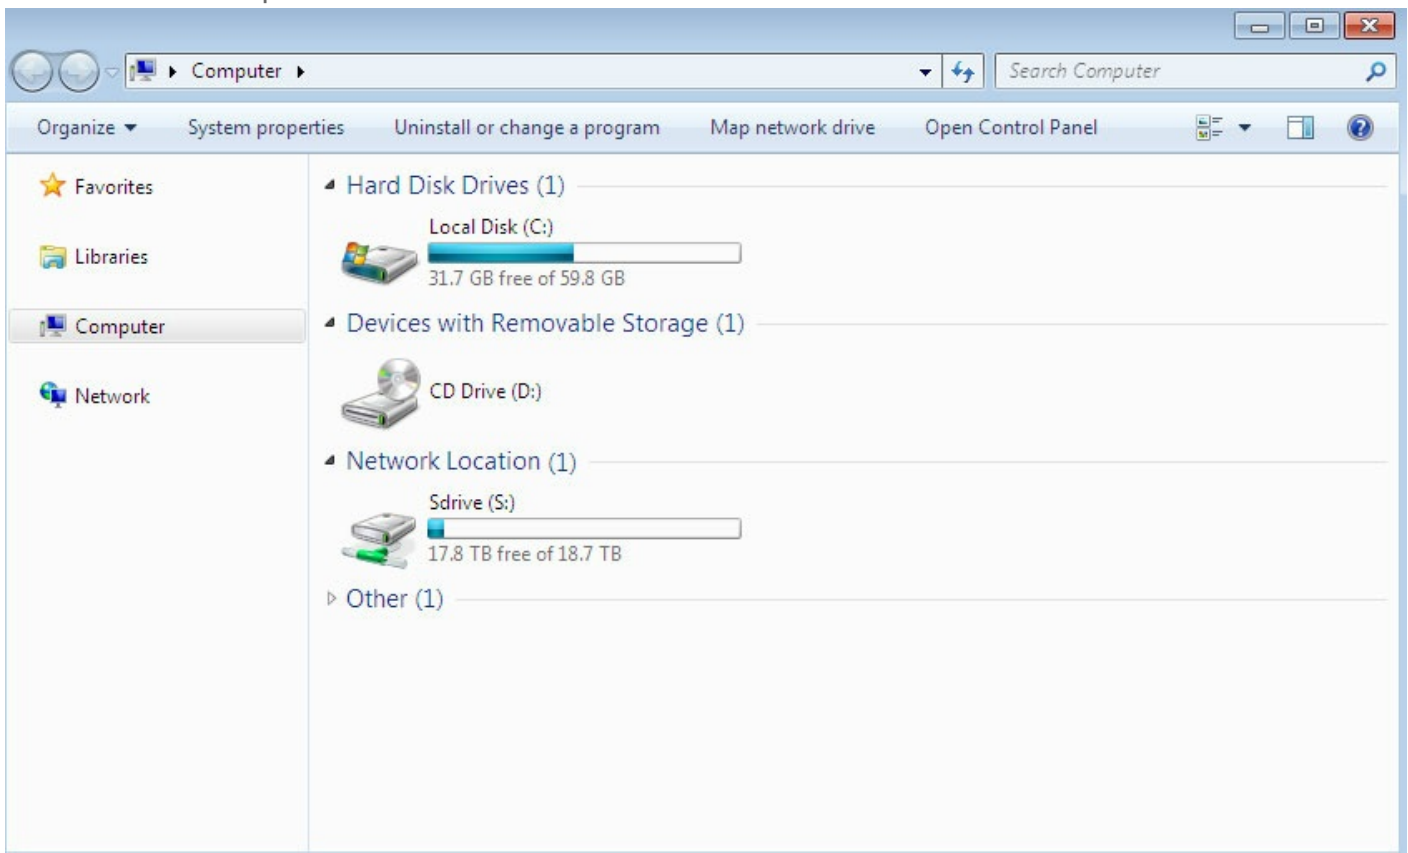 Computer
Search Computer
Organize System properties Uninstall or change a program Map network drive Open Control Panel
Favorites
Libraries
Computer
Network
Hard Disk Drives (1)
Local Disk (C:)
31.7 GB free of 59.8 GB
Devices with Removable Storage (1)
CD Drive (D:)
Network Location (1)
Sdrive (S:)
17.8 TB free of 18.7 TB
Other (1)